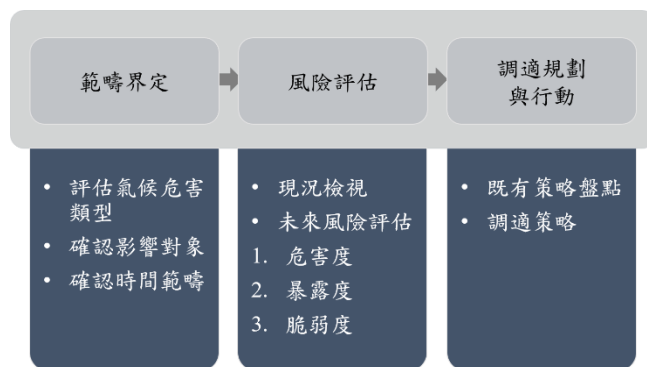 範疇界定
風險評估
調適規劃
與行動
• 評估氣候危害
類型
• 確認影響對象
• 確認時間範疇
• 現況檢視
• 未來風險評估
1. 危害度
2. 暴露度
3. 脆弱度
• 既有策略盤點
• 調適策略